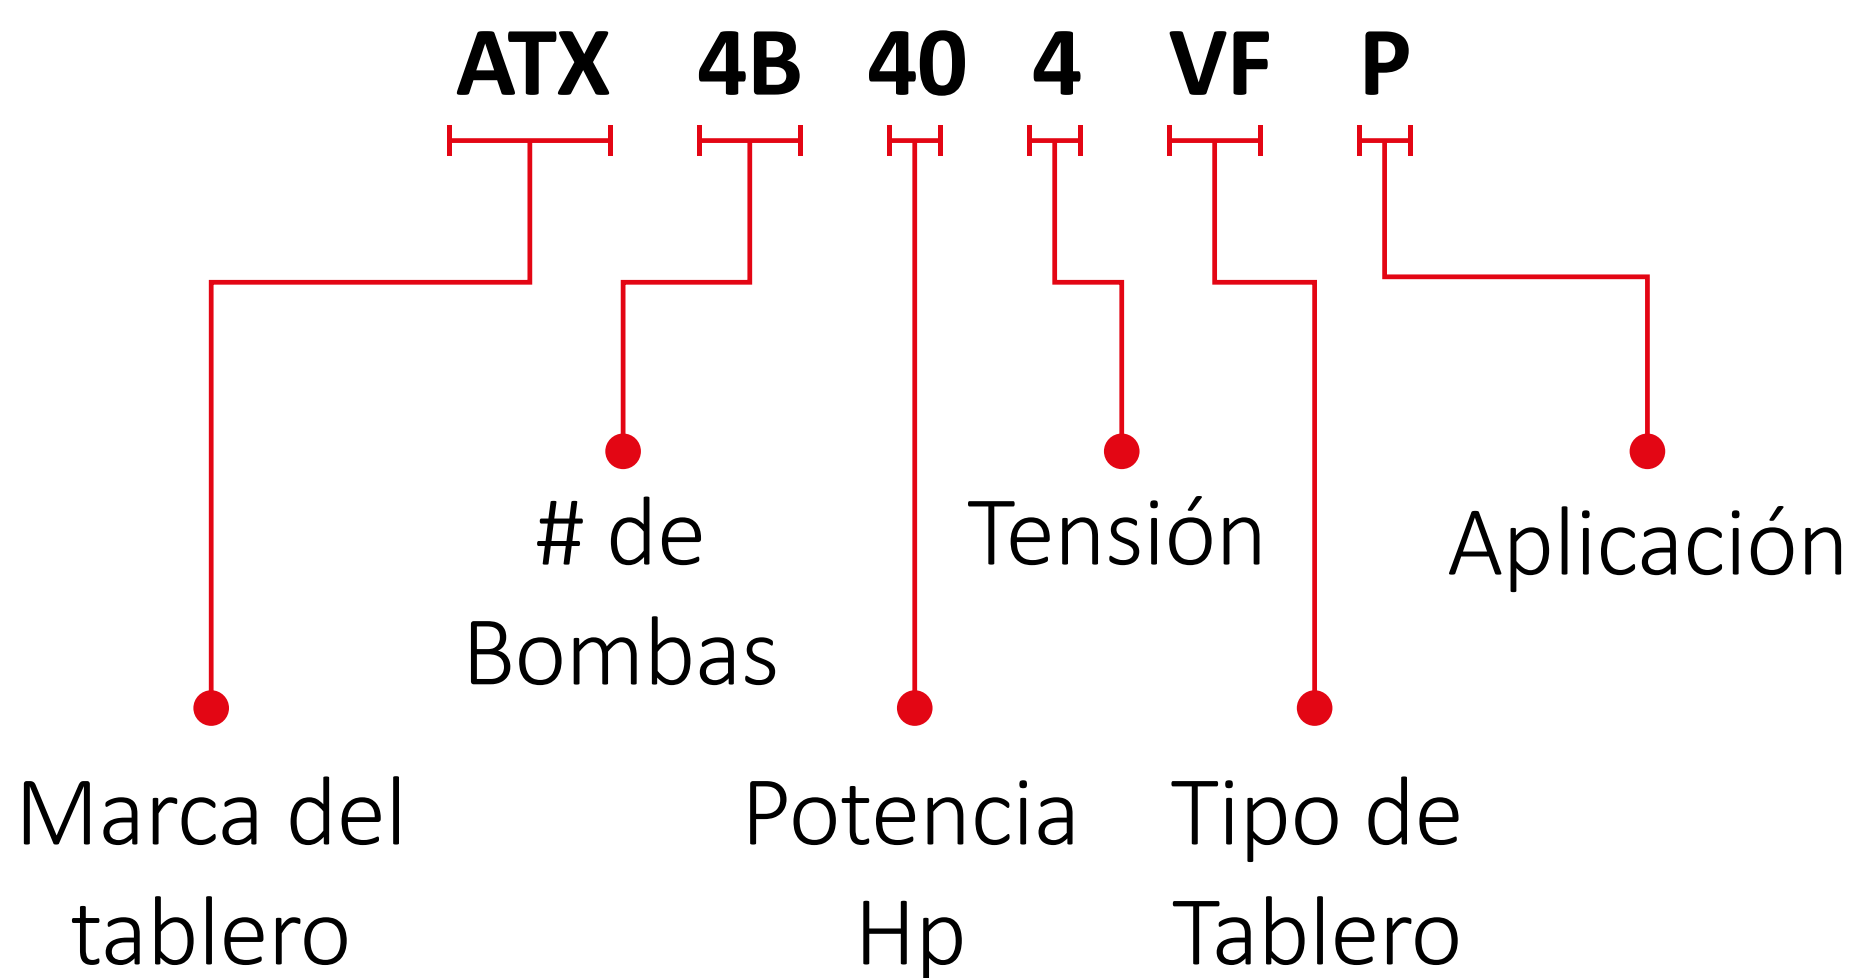 ATX 4B 40 4 VF P
# de
Bombas
Tensión
Aplicación
Marca del
tablero
Potencia
Hp
Tipo de
Tablero